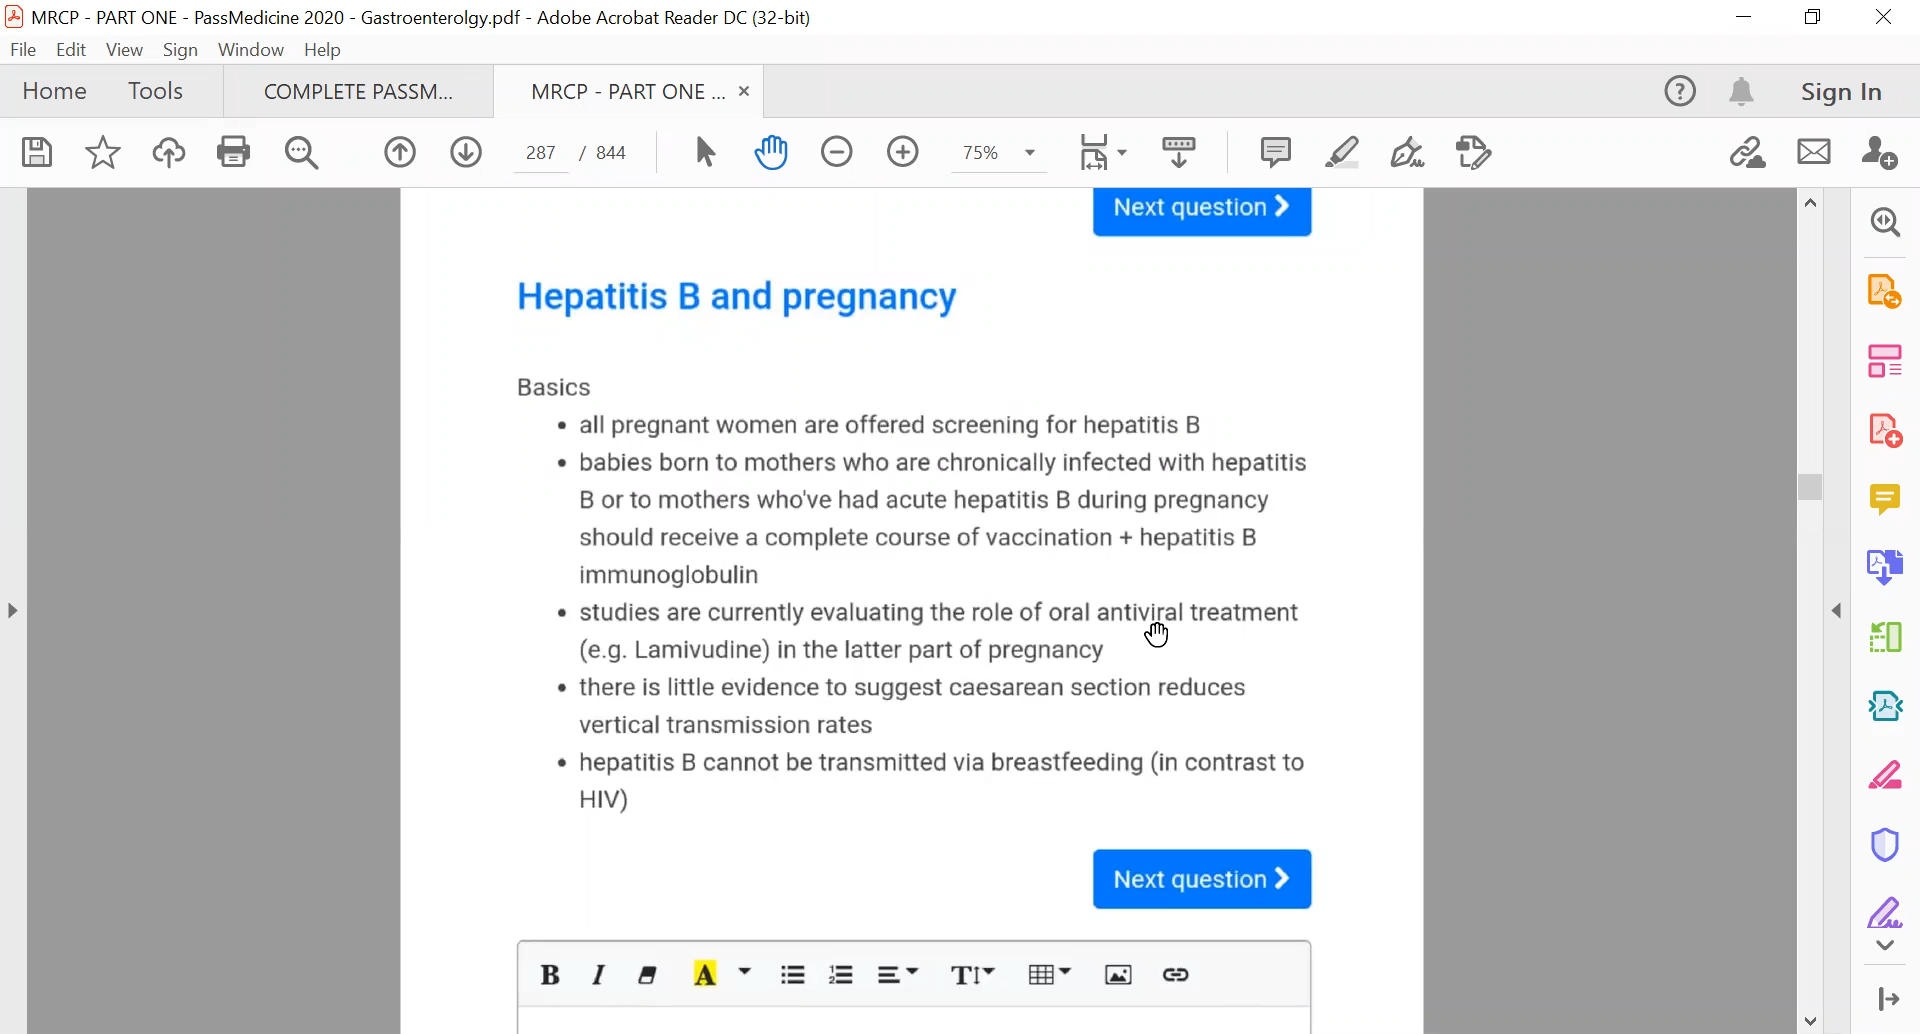 MRCP - PART ONE - PassMedicine 2020 - Gastroenterolgy.pdf - Adobe Acrobat Reader DC (32-bit)
File Edit View Sign Window Help
Home Tools COMPLETE PASSM... MRCP - PART ONE ... × Sign In
287 / 844 75%
Next question
Hepatitis B and pregnancy
Basics
• all pregnant women are offered screening for hepatitis B
• babies born to mothers who are chronically infected with hepatitis
B or to mothers who've had acute hepatitis B during pregnancy
should receive a complete course of vaccination + hepatitis B
immunoglobulin
• studies are currently evaluating the role of oral antiviral treatment
(e.g. Lamivudine) in the latter part of pregnancy
• there is little evidence to suggest caesarean section reduces
vertical transmission rates
• hepatitis B cannot be transmitted via breastfeeding (in contrast to
HIV)
Next question
B I A T